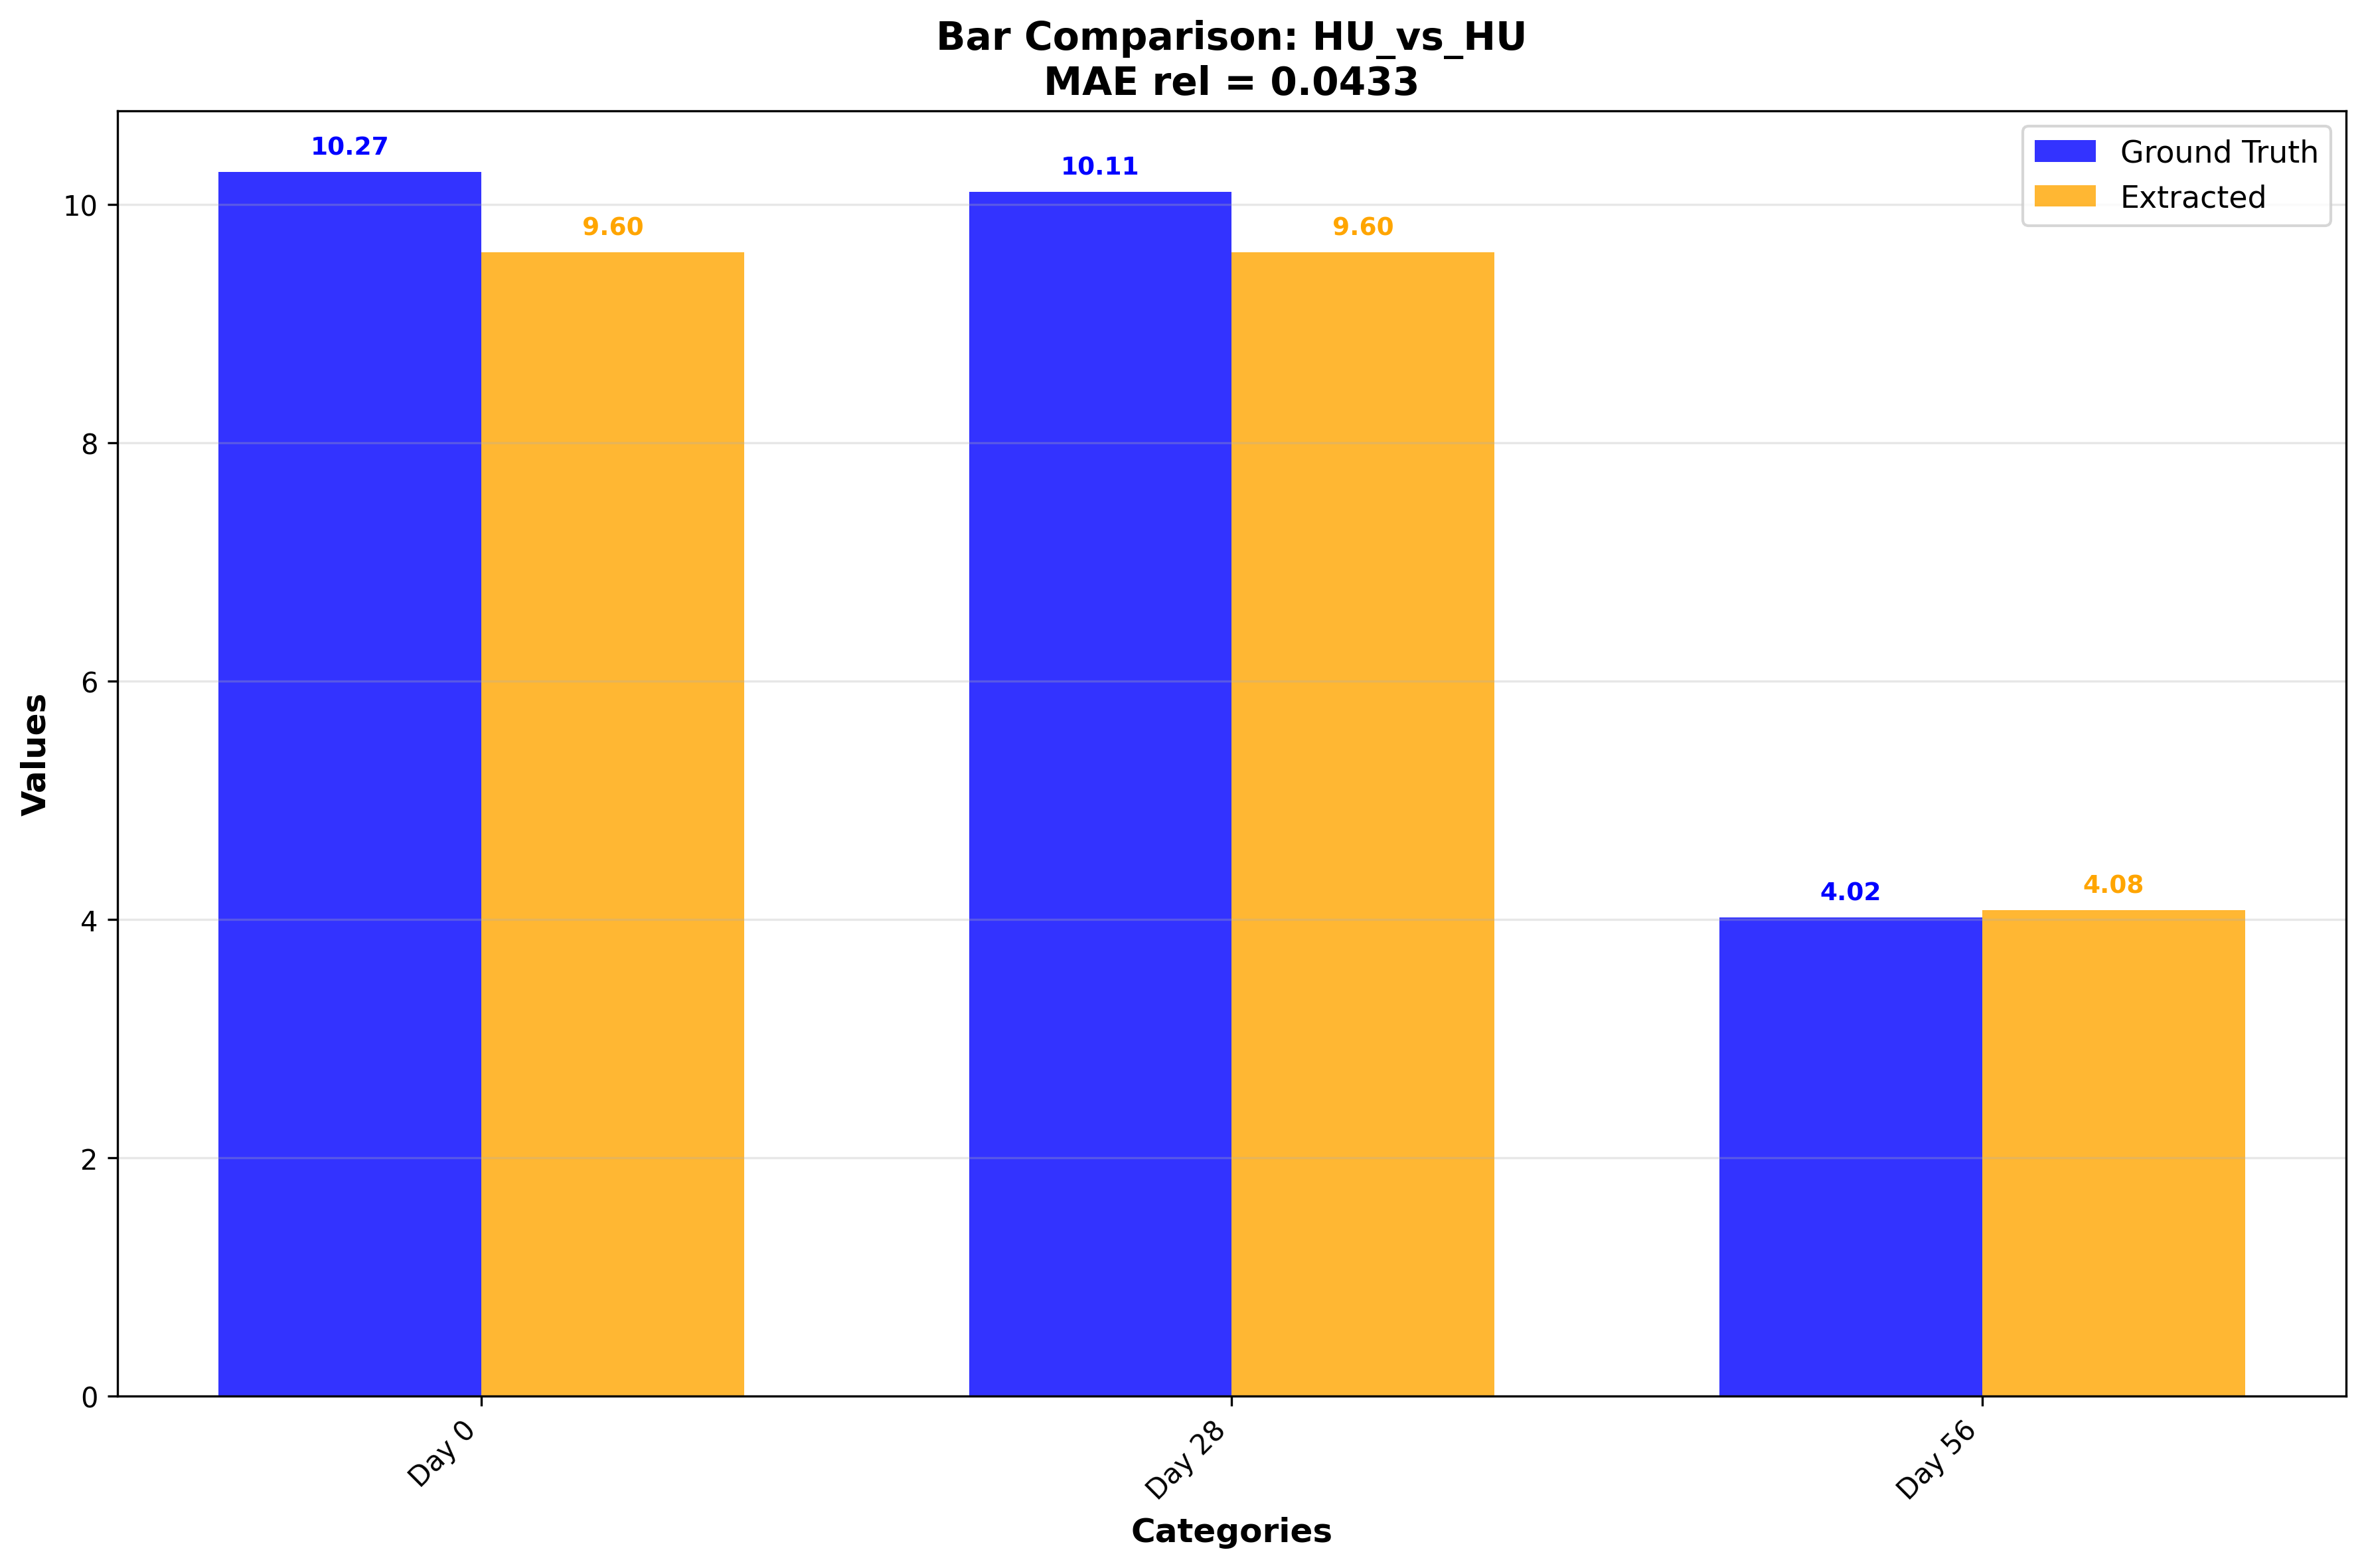 Bar Comparison: HU_vs_HU
MAE rel = 0.0433
Ground Truth
Extracted
10.27
9.60
10.11
9.60
4.02
4.08
10
8
6
4
2
0
Values
Day 0
Day 28
Day 56
Categories